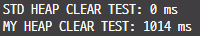 STD HEAP CLEAR TEST: 0 ms
MY HEAP CLEAR TEST: 1014 ms